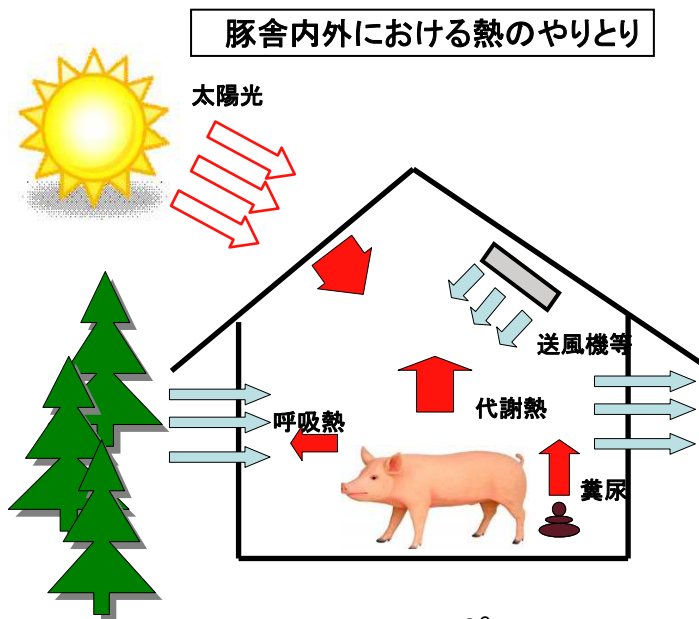 豚舎内外における熱のやりとり
太陽光
送風機等
呼吸熱
代謝熱
糞尿